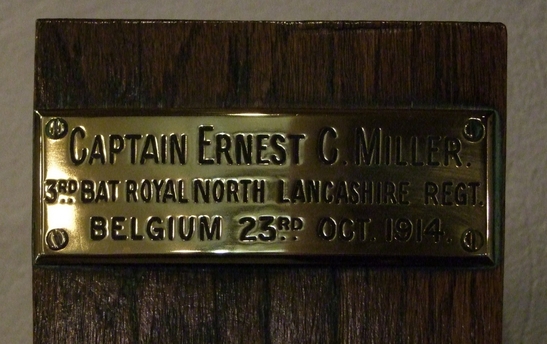 CAPTAIN ERNEST C. MILLER.
3RD BAT ROYAL NORTH LANCASHIRE REGT.
BELGIUM 23RD OCT. 1914.